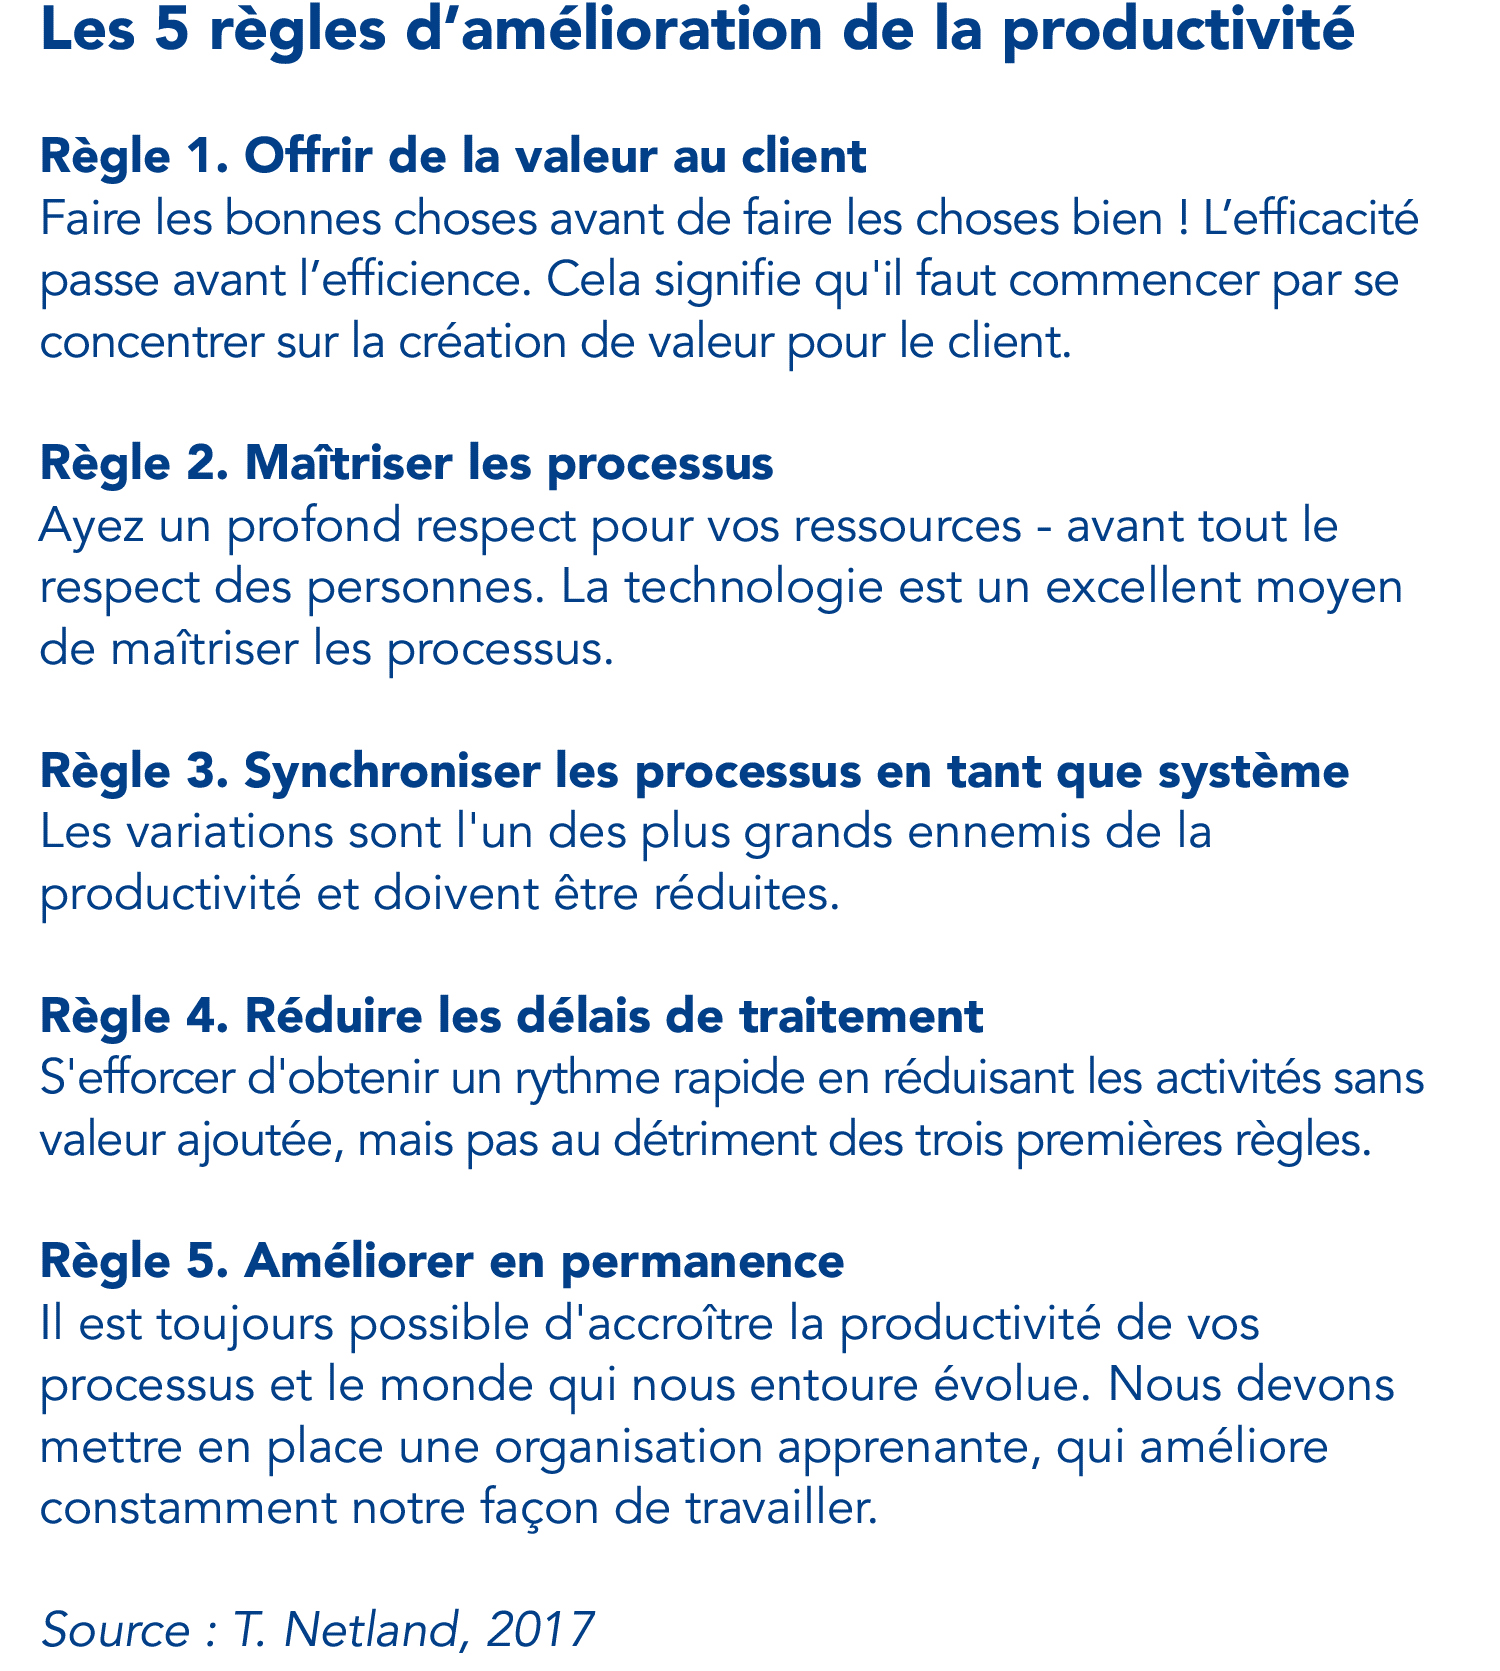 Les 5 règles d’amélioration de la productivité
Règle 1. Offrir de la valeur au client
Faire les bonnes choses avant de faire les choses bien ! L’efficacité
passe avant l’efficience. Cela signifie qu'il faut commencer par se
concentrer sur la création de valeur pour le client.
Règle 2. Maîtriser les processus
Ayez un profond respect pour vos ressources - avant tout le
respect des personnes. La technologie est un excellent moyen
de maîtriser les processus.
Règle 3. Synchroniser les processus en tant que système
Les variations sont l'un des plus grands ennemis de la
productivité et doivent être réduites.
Règle 4. Réduire les délais de traitement
S'efforcer d'obtenir un rythme rapide en réduisant les activités sans
valeur ajoutée, mais pas au détriment des trois premières règles.
Règle 5. Améliorer en permanence
Il est toujours possible d'accroître la productivité de vos
processus et le monde qui nous entoure évolue. Nous devons
mettre en place une organisation apprenante, qui améliore
constamment notre façon de travailler.
Source : T. Netland, 2017